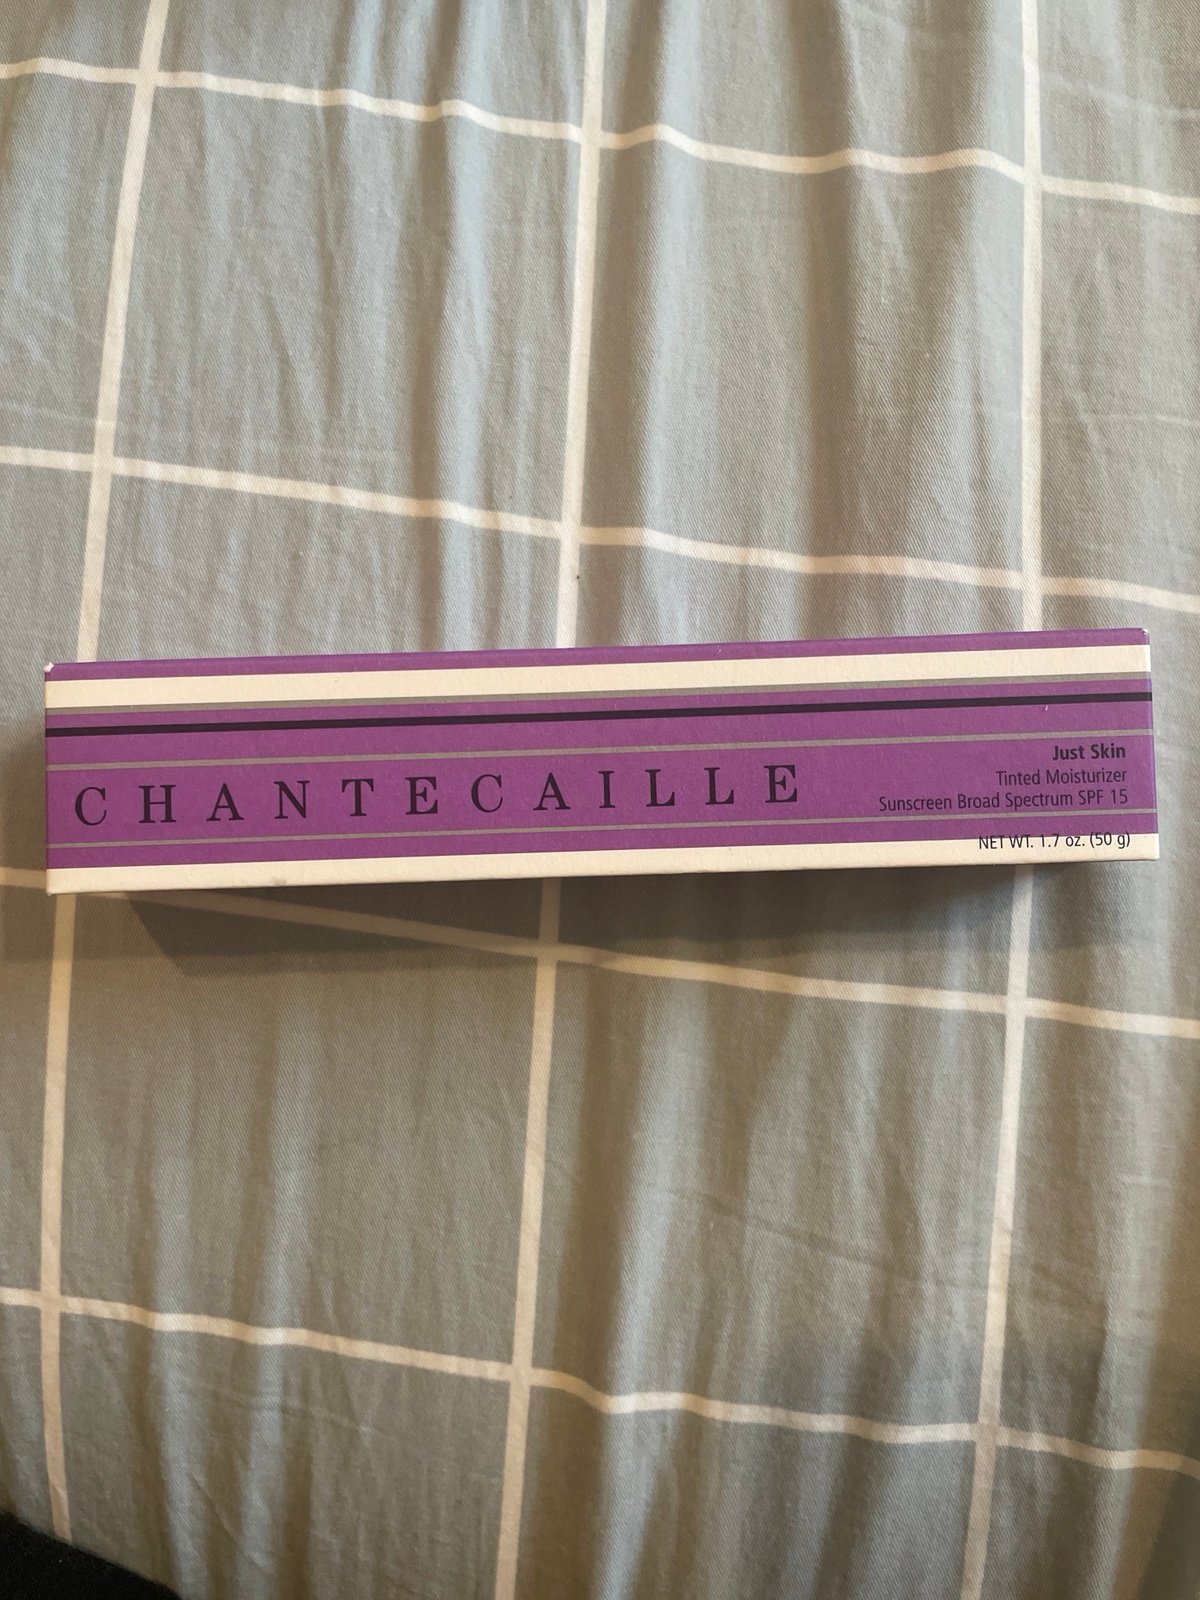 CHANTECAILLE
Just Skin
Tinted Moisturizer
Sunscreen Broad Spectrum SPF 15
NET WT. 1.7 oz. (50 g)